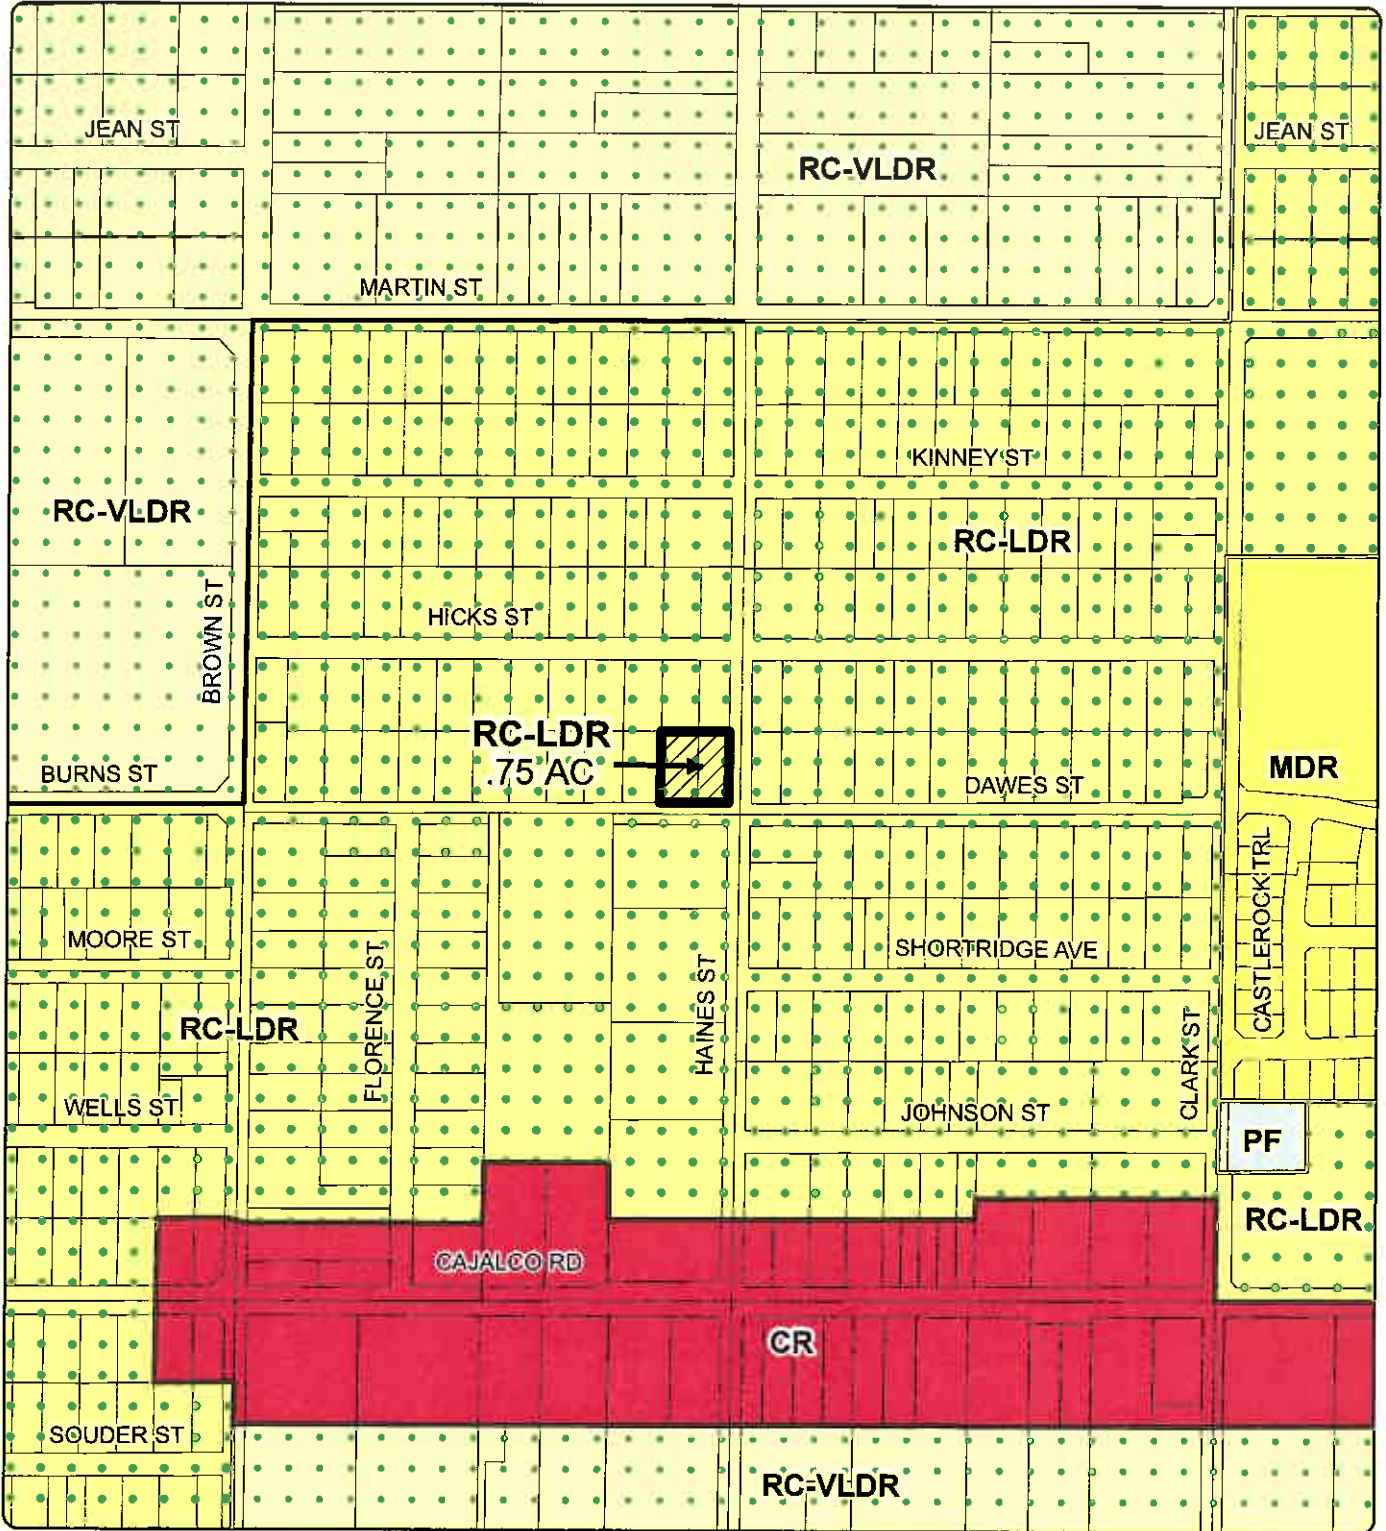 JEAN ST
JEAN ST
RC-VLDR
MARTIN ST
KINNEY ST
RC-VLDR
RC-LDR
BROWN ST
HICKS ST
RC-LDR
.75 AC
BURNS ST
DAWES ST
MDR
CASTLEROCK TRL
MOORE ST
SHORTRIDGE AVE
FLORENCE ST
HAINES ST
RC-LDR
CLARK ST
WELLS ST
JOHNSON ST
PF
RC-LDR
CAJALCO RD
CR
SOUDER ST
RC-VLDR